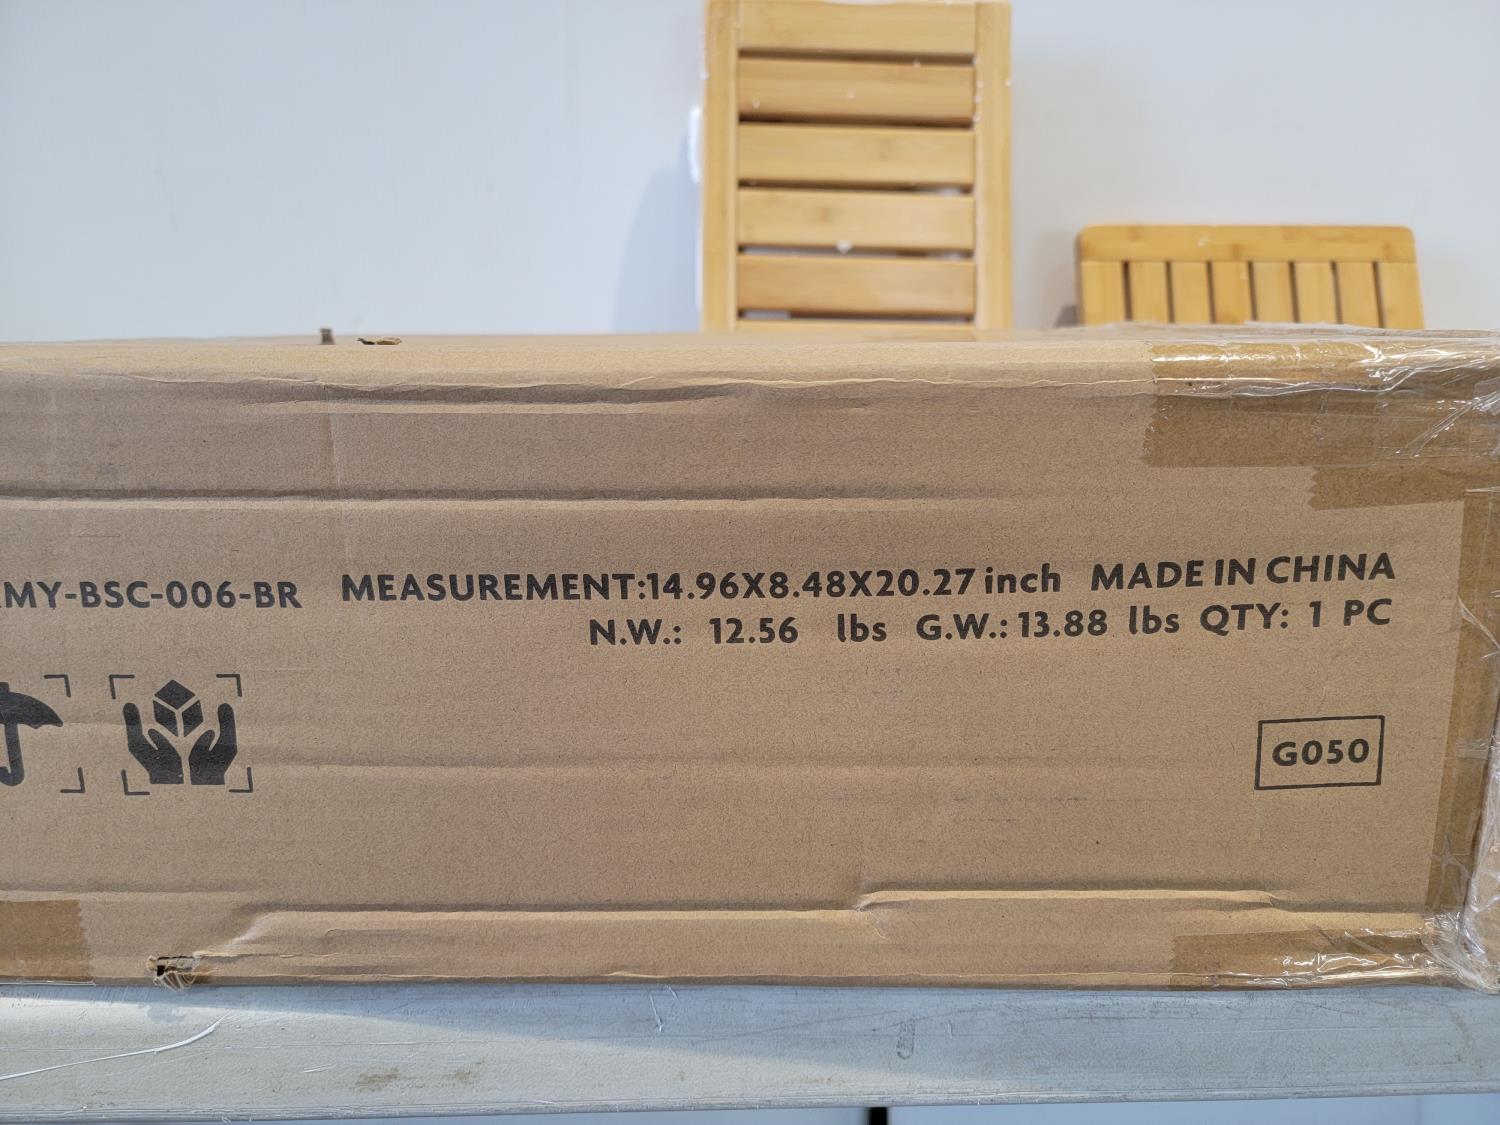 MY-BSC-006-BR MEASUREMENT:14.96X8.48X20.27 inch MADE IN CHINA
N.W.: 12.56 lbs G.W.: 13.88 lbs QTY: 1 PC
G050